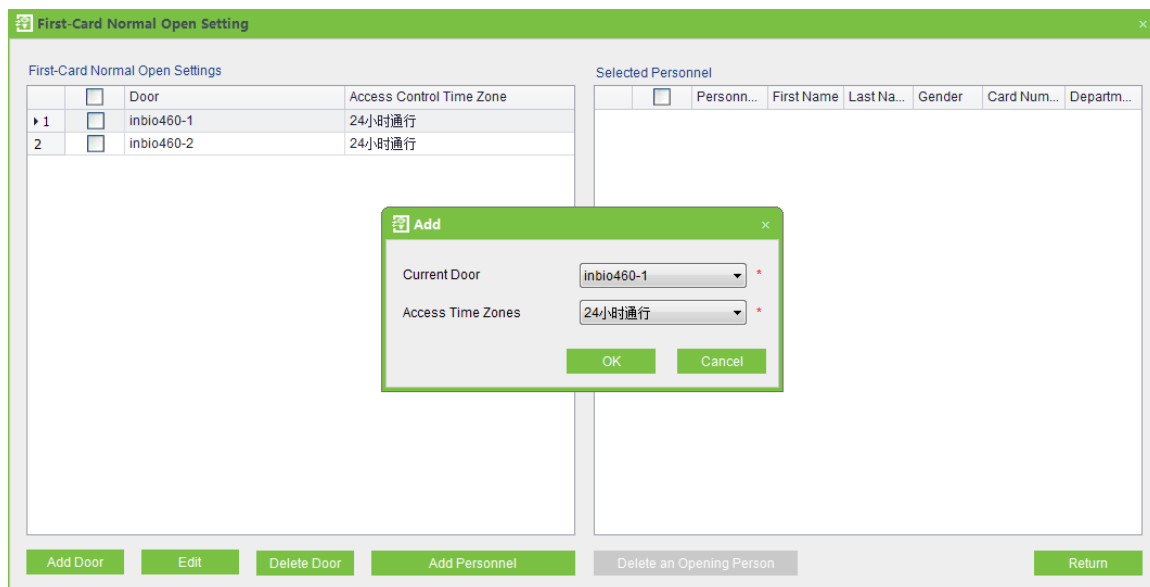 First-Card Normal Open Setting
×
First-Card Normal Open Settings
Door Access Control Time Zone
1 inbio460-1 24小时通行
2 inbio460-2 24小时通行
Selected Personnel
Personn... First Name Last Na... Gender Card Num... Departm...
Add
×
Current Door inbio460-1 *
Access Time Zones 24小时通行 *
OK Cancel
Add Door Edit Delete Door Add Personnel Delete an Opening Person Return